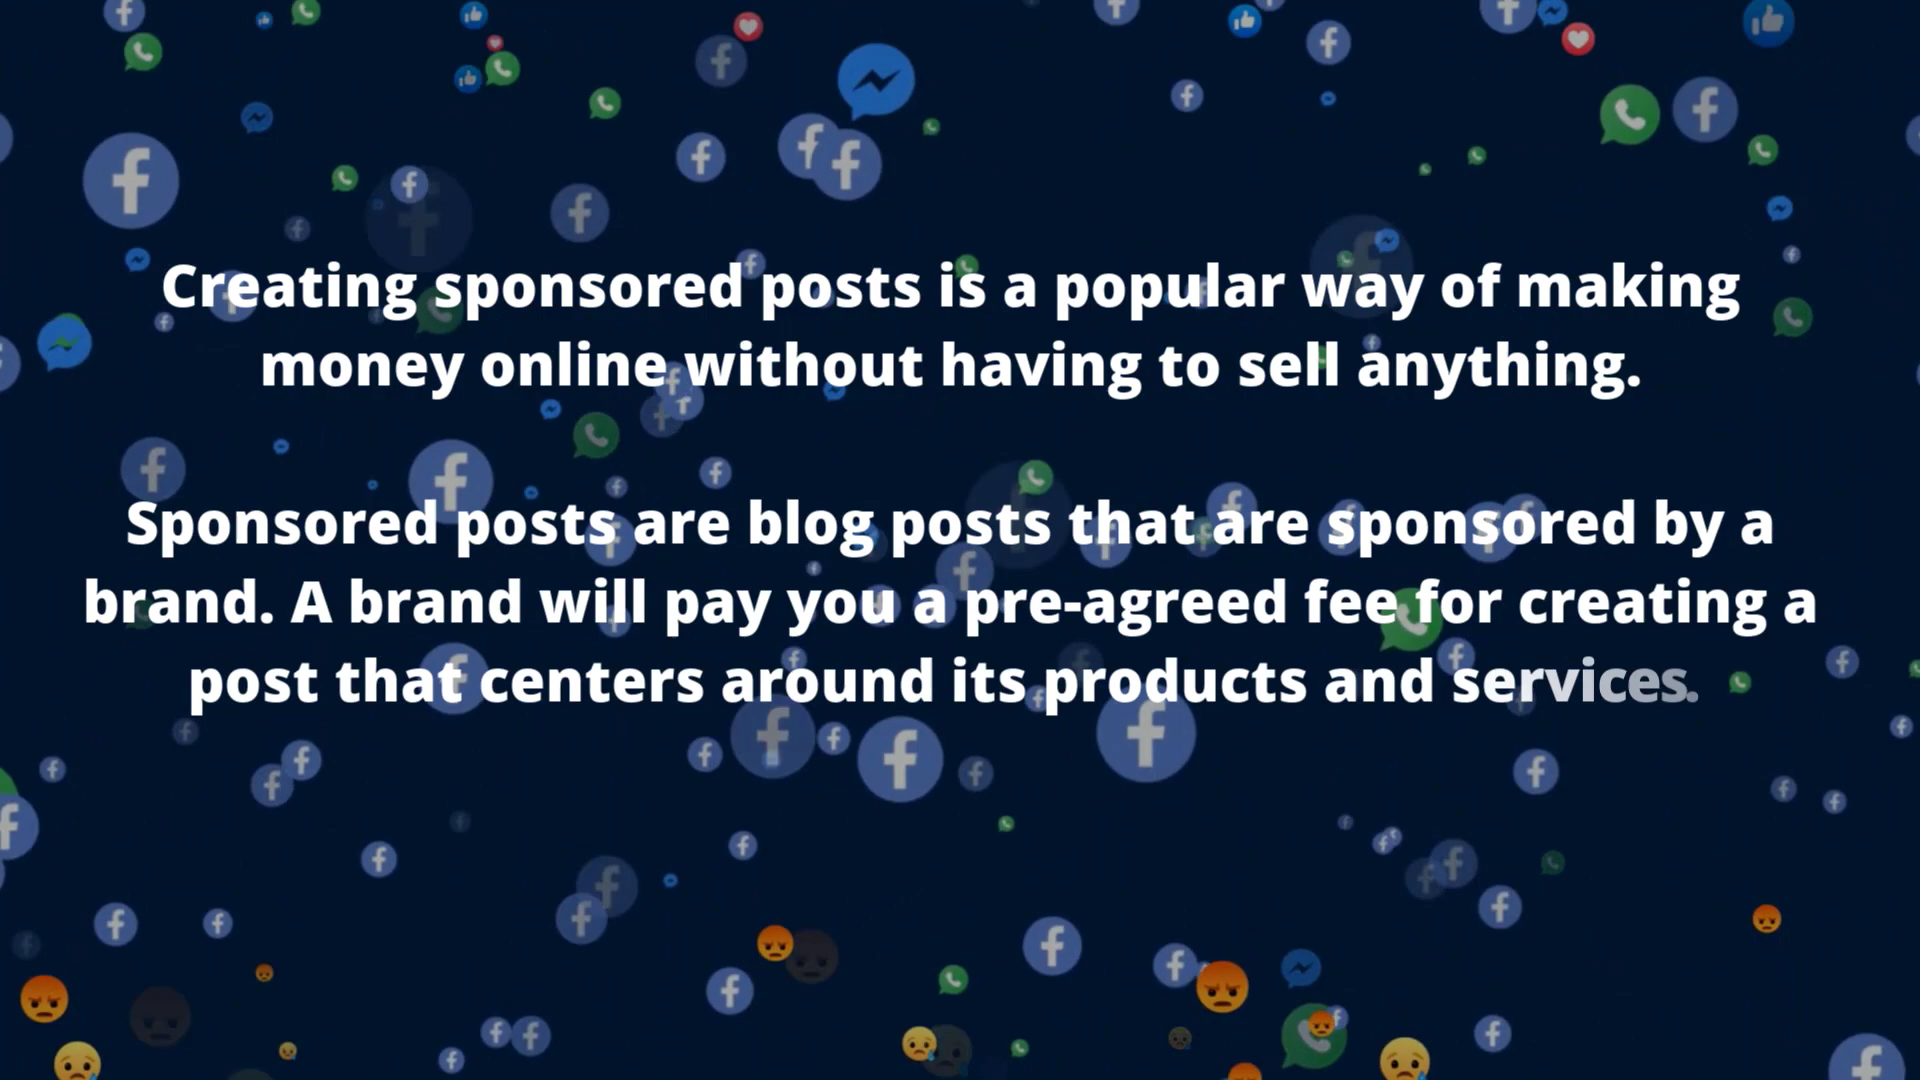 Creating sponsored posts is a popular way of making
money online without having to sell anything.
Sponsored posts are blog posts that are sponsored by a
brand. A brand will pay you a pre-agreed fee for creating a
post that centers around its products and services.